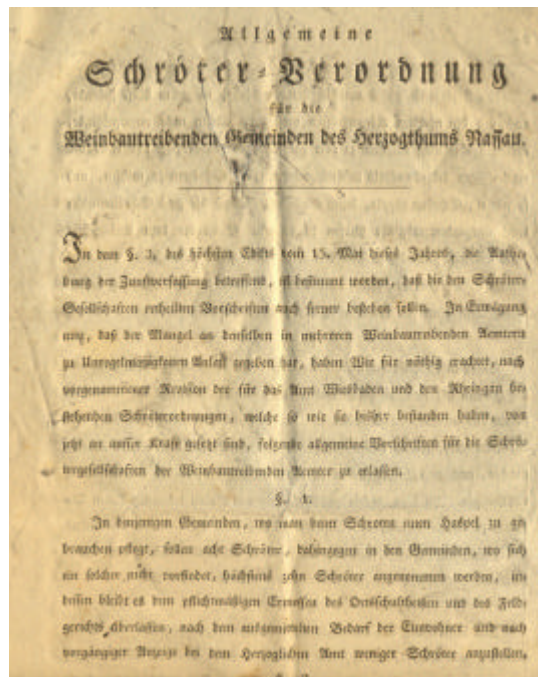 Allgemeine
Schröter-Verordnung
für die
Weinbautreibenden Gemeinden des Herzogthums Nassau.
In dem §. 3. des höchsten Edikts vom 15. Mai dieses Jahrs, die Aufhe-
bung der Zunftverfassung betreffend, ist bestimmt worden, daß die den Schröter-
Gesellschaften ertheilten Vorschriften auch ferner bestehen sollen. In Erwägung
nun, daß der Mangel an denselben in mehreren Weinbautreibenden Aemtern
zu Unregelmäsigkeiten Anlaß gegeben hat, haben Wir für nöthig erachtet, nach
vorgenommener Revision der für das Amt Wiesbaden und den Rheingau be-
stehenden Schröterordnungen, welche so wie sie bisher bestanden haben, von
jetzt an ausser Kraft gesetzt sind, folgende allgemeine Vorschriften für die Schrö-
tergesellschaften der Weinbautreibenden Aemter zu erlassen.
§. 1.
In denjenigen Gemeinden, wo man beim Schroten einen Haspel zu ge-
brauchen pflegt, sollen acht Schröter, dahingegen in den Gemeinden, wo sich
ein solcher nicht vorfindet, höchstens zehn Schröter angenommen werden, in-
dessen bleibt es dem pflichtmäßigen Ermessen des Ortsschultheisen und des Feld-
gerichts überlassen, nach dem Bedarf der Einwohner und nach
vorgängiger Anzeige bei dem Herzoglichen Amt weniger Schröter anzustellen,